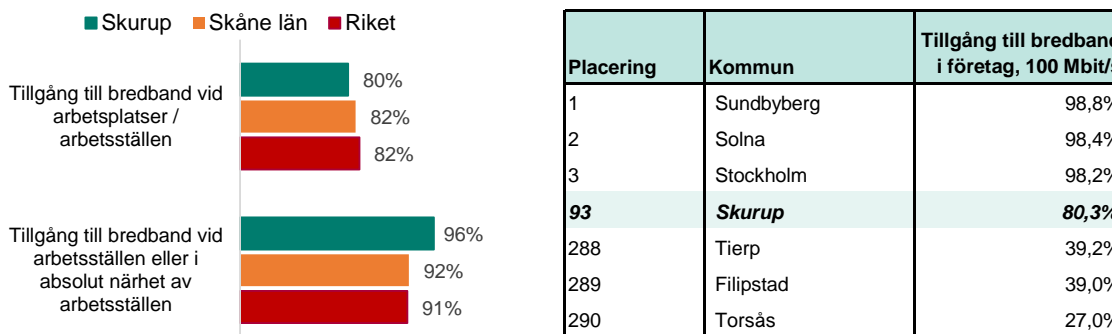 Skurup Skåne län Riket
Tillgång till bredband vid
arbetsplatser /
arbetsställen
80%
82%
82%
Tillgång till bredband vid
arbetsställen eller i
absolut närhet av
arbetsställen
96%
92%
91%
Tillgång till bredband
Placering Kommun i företag, 100 Mbit/s
1 Sundbyberg 98,8%
2 Solna 98,4%
3 Stockholm 98,2%
93 Skurup 80,3%
288 Tierp 39,2%
289 Filipstad 39,0%
290 Torsås 27,0%